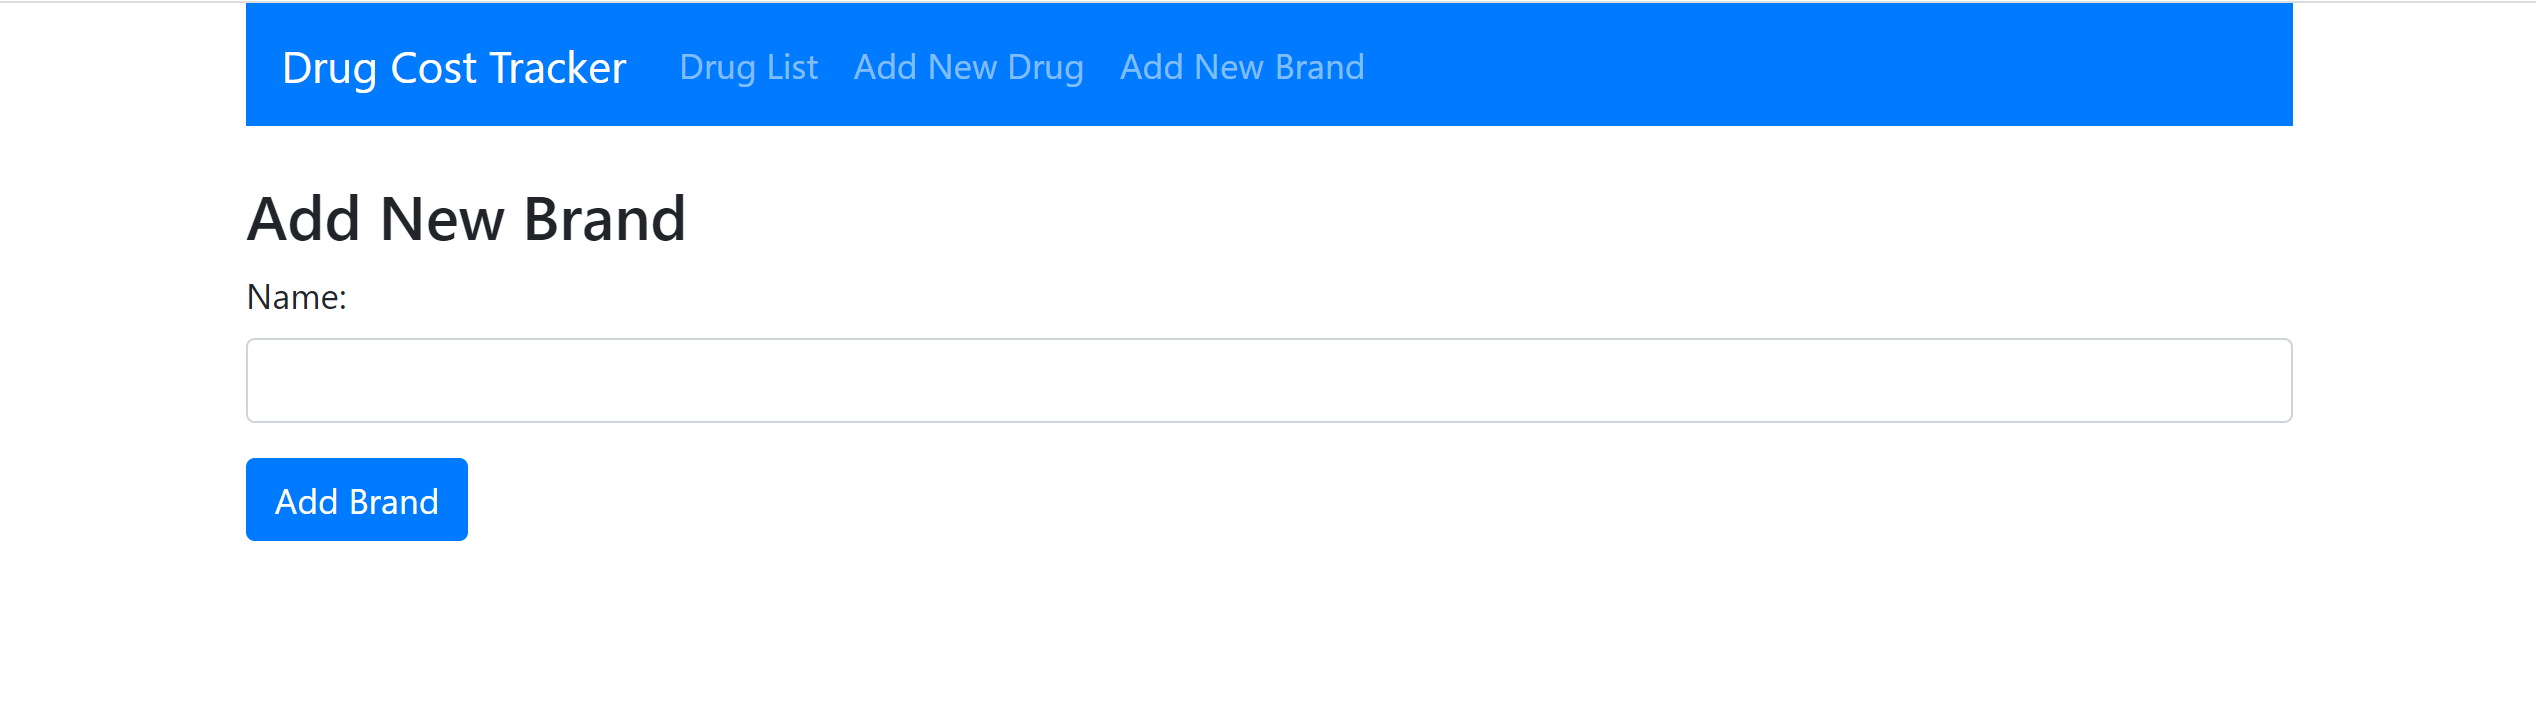 Drug Cost Tracker Drug List Add New Drug Add New Brand
Add New Brand
Name:
Add Brand